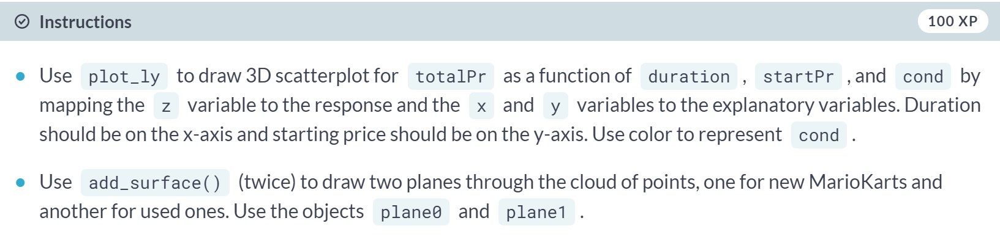 Instructions
100 XP
Use plot_ly to draw 3D scatterplot for totalPr as a function of duration , startPr , and cond by
mapping the z variable to the response and the x and y variables to the explanatory variables. Duration
should be on the x-axis and starting price should be on the y-axis. Use color to represent cond .
Use add_surface() (twice) to draw two planes through the cloud of points, one for new MarioKarts and
another for used ones. Use the objects plane0 and plane1 .